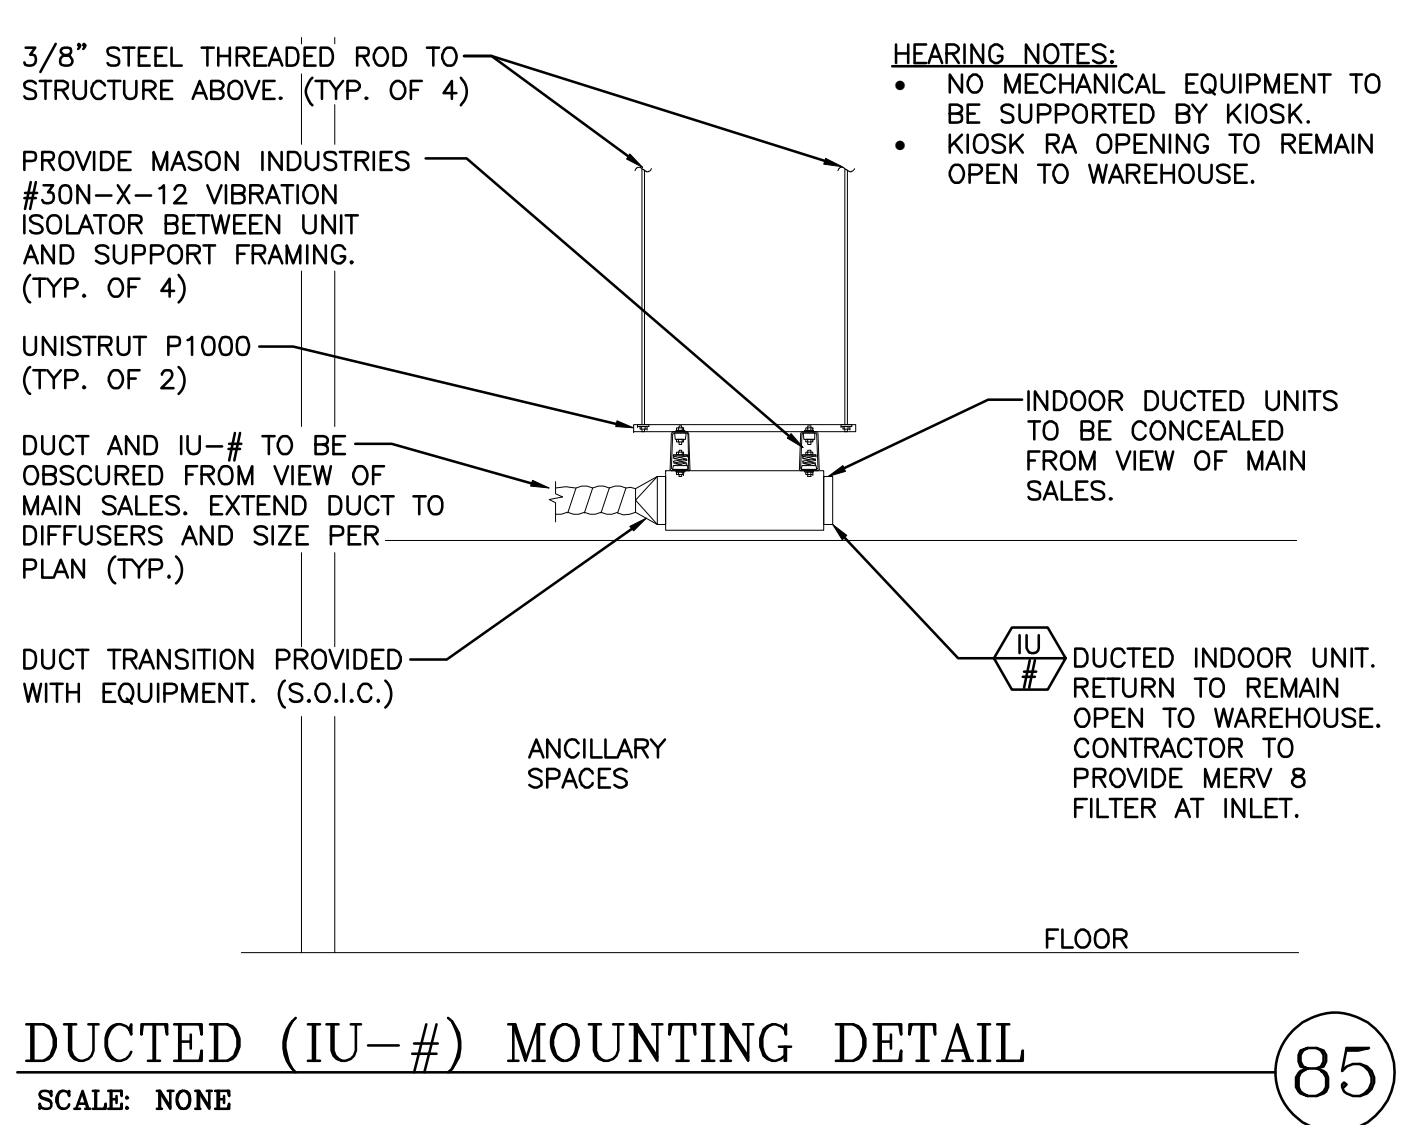 3/8" STEEL THREADED ROD TO
STRUCTURE ABOVE. (TYP. OF 4)
PROVIDE MASON INDUSTRIES
#30N-X-12 VIBRATION
ISOLATOR BETWEEN UNIT
AND SUPPORT FRAMING.
(TYP. OF 4)
UNISTRUT P1000
(TYP. OF 2)
DUCT AND IU-# TO BE
OBSCURED FROM VIEW OF
MAIN SALES. EXTEND DUCT TO
DIFFUSERS AND SIZE PER
PLAN (TYP.)
DUCT TRANSITION PROVIDED
WITH EQUIPMENT. (S.O.I.C.)
HEARING NOTES:
• NO MECHANICAL EQUIPMENT TO
BE SUPPORTED BY KIOSK.
• KIOSK RA OPENING TO REMAIN
OPEN TO WAREHOUSE.
INDOOR DUCTED UNITS
TO BE CONCEALED
FROM VIEW OF MAIN
SALES.
IU
#
DUCTED INDOOR UNIT.
RETURN TO REMAIN
OPEN TO WAREHOUSE.
CONTRACTOR TO
PROVIDE MERV 8
FILTER AT INLET.
ANCILLARY
SPACES
FLOOR
DUCTED (IU-#) MOUNTING DETAIL
85
SCALE: NONE